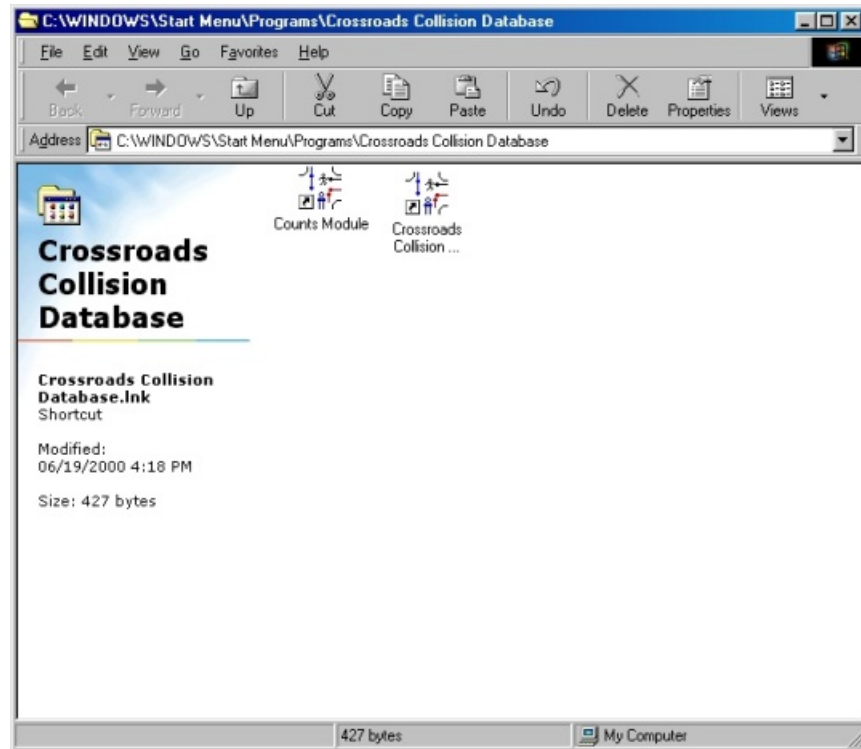 C:\WINDOWS\Start Menu\Programs\Crossroads Collision Database
File Edit View Go Favorites Help
Back Forward Up Cut Copy Paste Undo Delete Properties Views
Address C:\WINDOWS\Start Menu\Programs\Crossroads Collision Database
Counts Module
Crossroads
Collision ...
Crossroads
Collision
Database
Crossroads Collision
Database.lnk
Shortcut
Modified:
06/19/2000 4:18 PM
Size: 427 bytes
427 bytes
My Computer